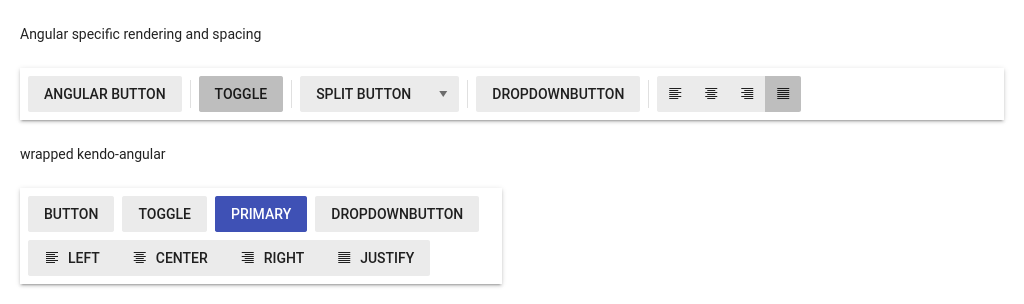 Angular specific rendering and spacing
ANGULAR BUTTON TOGGLE SPLIT BUTTON DROPDOWNBUTTON
wrapped kendo-angular
BUTTON TOGGLE PRIMARY DROPDOWNBUTTON
LEFT CENTER RIGHT JUSTIFY